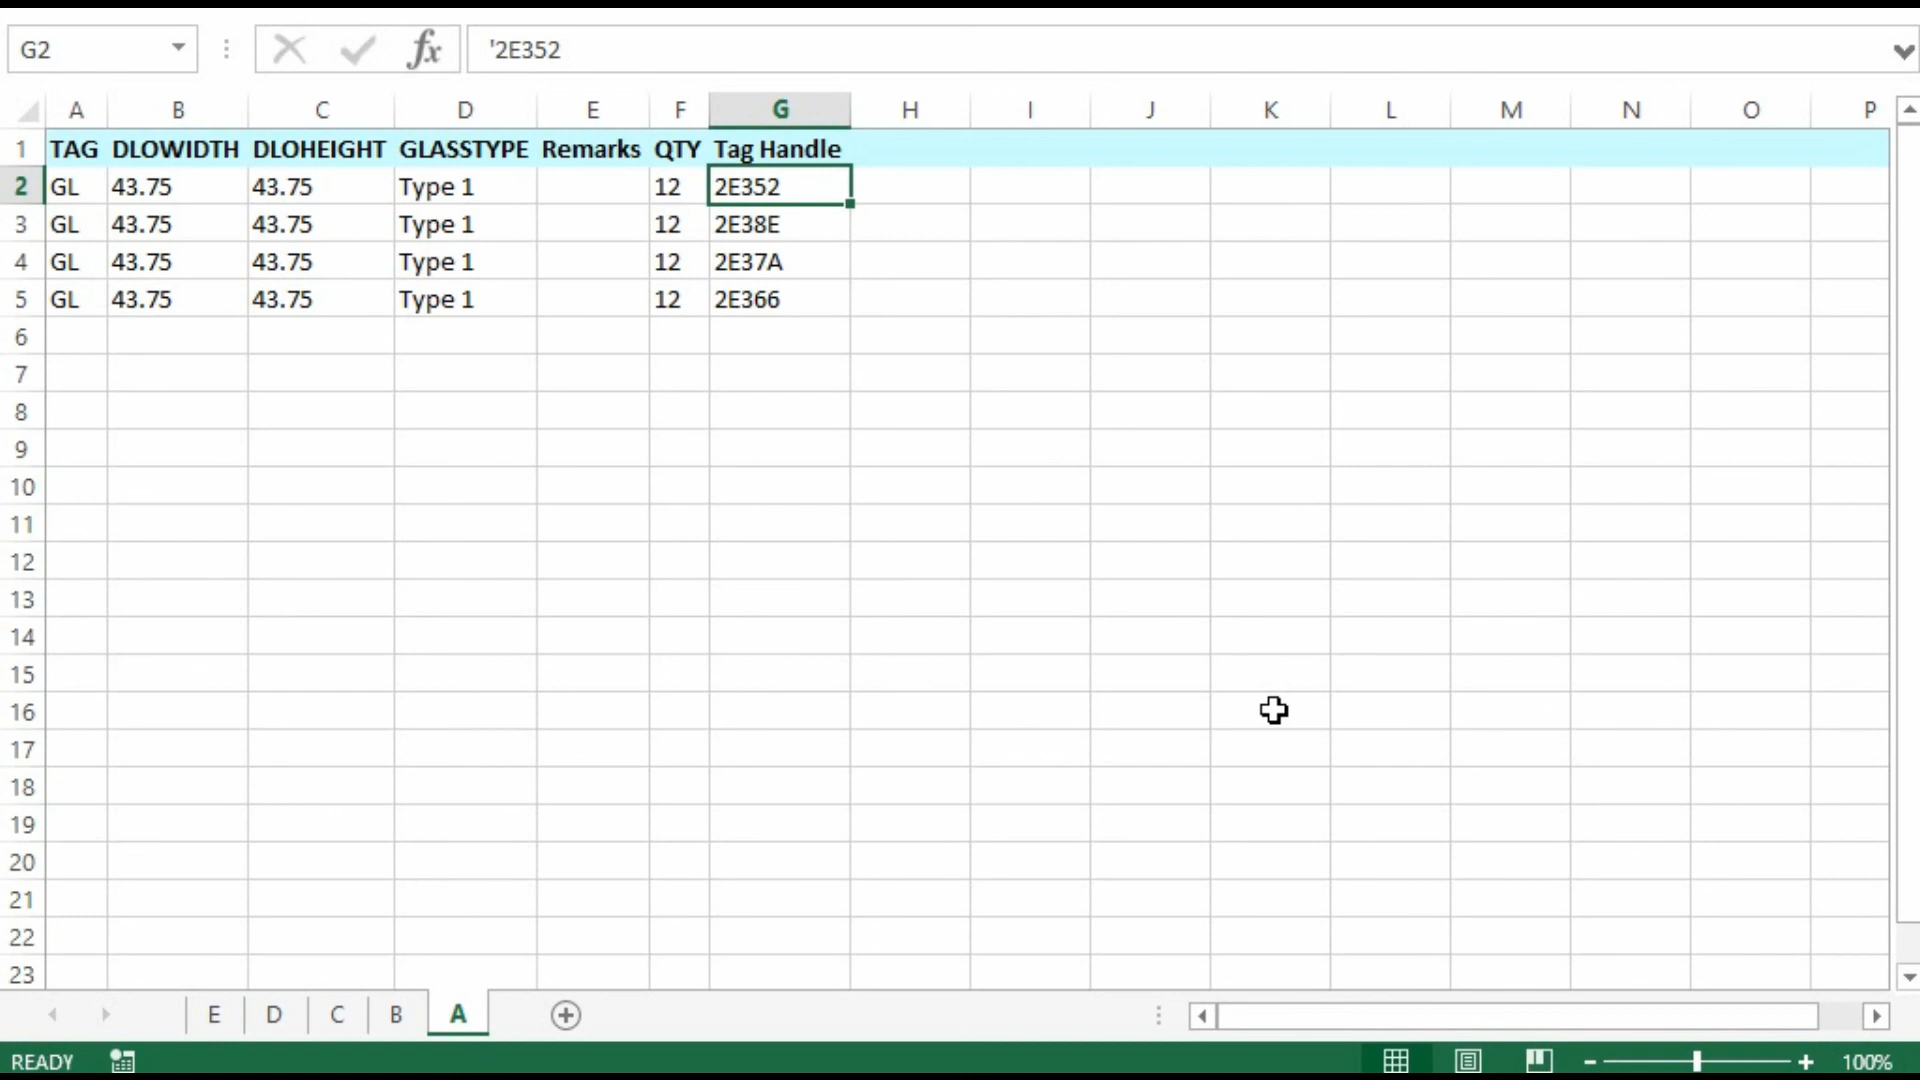 G2 fx '2E352
A B C D E F G H I J K L M N O P
1 TAG DLOWIDTH DLOHEIGHT GLASSTYPE Remarks QTY Tag Handle
2 GL 43.75 43.75 Type 1 12 2E352
3 GL 43.75 43.75 Type 1 12 2E38E
4 GL 43.75 43.75 Type 1 12 2E37A
5 GL 43.75 43.75 Type 1 12 2E366
6
7
8
9
10
11
12
13
14
15
16
17
18
19
20
21
22
23
E D C B A
READY 100%